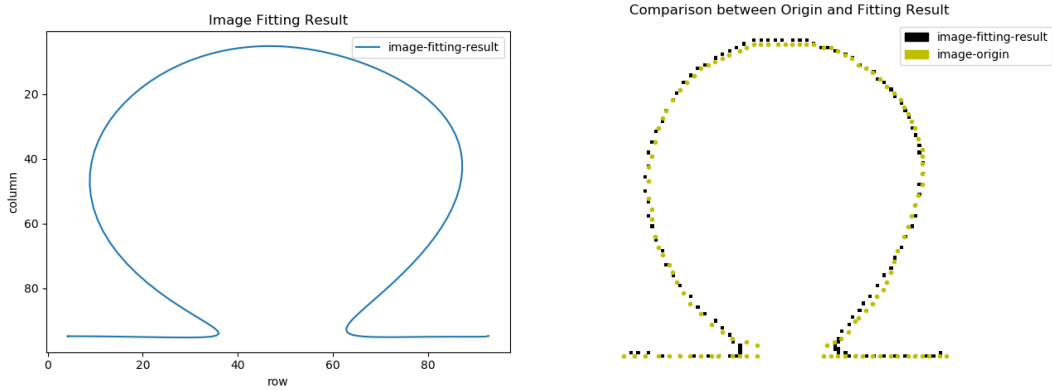 Image Fitting Result
image-fitting-result
20
40
60
80
column
0
20
40
60
80
row
Comparison between Origin and Fitting Result
image-fitting-result
image-origin